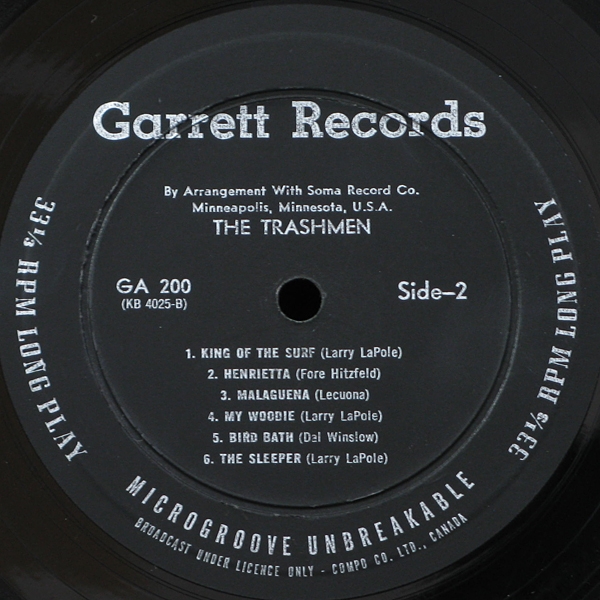 Garrett Records
By Arrangement With Soma Record Co.
Minneapolis, Minnesota, U.S.A.
THE TRASHMEN
GA 200
(KB 4025-B)
Side-2
1. KING OF THE SURF (Larry LaPole)
2. HENRIETTA (Fore Hitzfeld)
3. MALAGUENA (Lecuona)
4. MY WOODIE (Larry LaPole)
5. BIRD BATH (Dal Winslow)
6. THE SLEEPER (Larry LaPole)
33⅓ RPM LONG PLAY
33⅓ RPM LONG PLAY
MICROGROOVE UNBREAKABLE
BROADCAST UNDER LICENCE ONLY - COMPO CO. LTD., CANADA